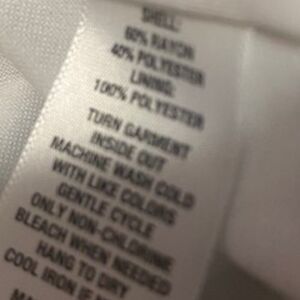 SHELL:
60% RAYON
40% POLYESTER
LINING:
100% POLYESTER
TURN GARMENT
INSIDE OUT
MACHINE WASH COLD
WITH LIKE COLORS
GENTLE CYCLE
ONLY NON-CHLORINE
BLEACH WHEN NEEDED
HANG TO DRY
COOL IRON IF